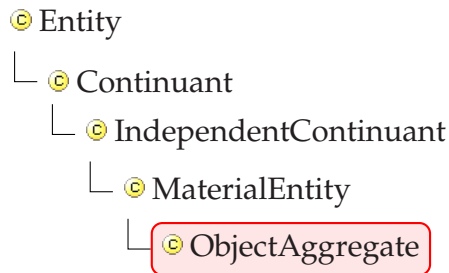 © Entity
© Continuant
© IndependentContinuant
© MaterialEntity
© ObjectAggregate